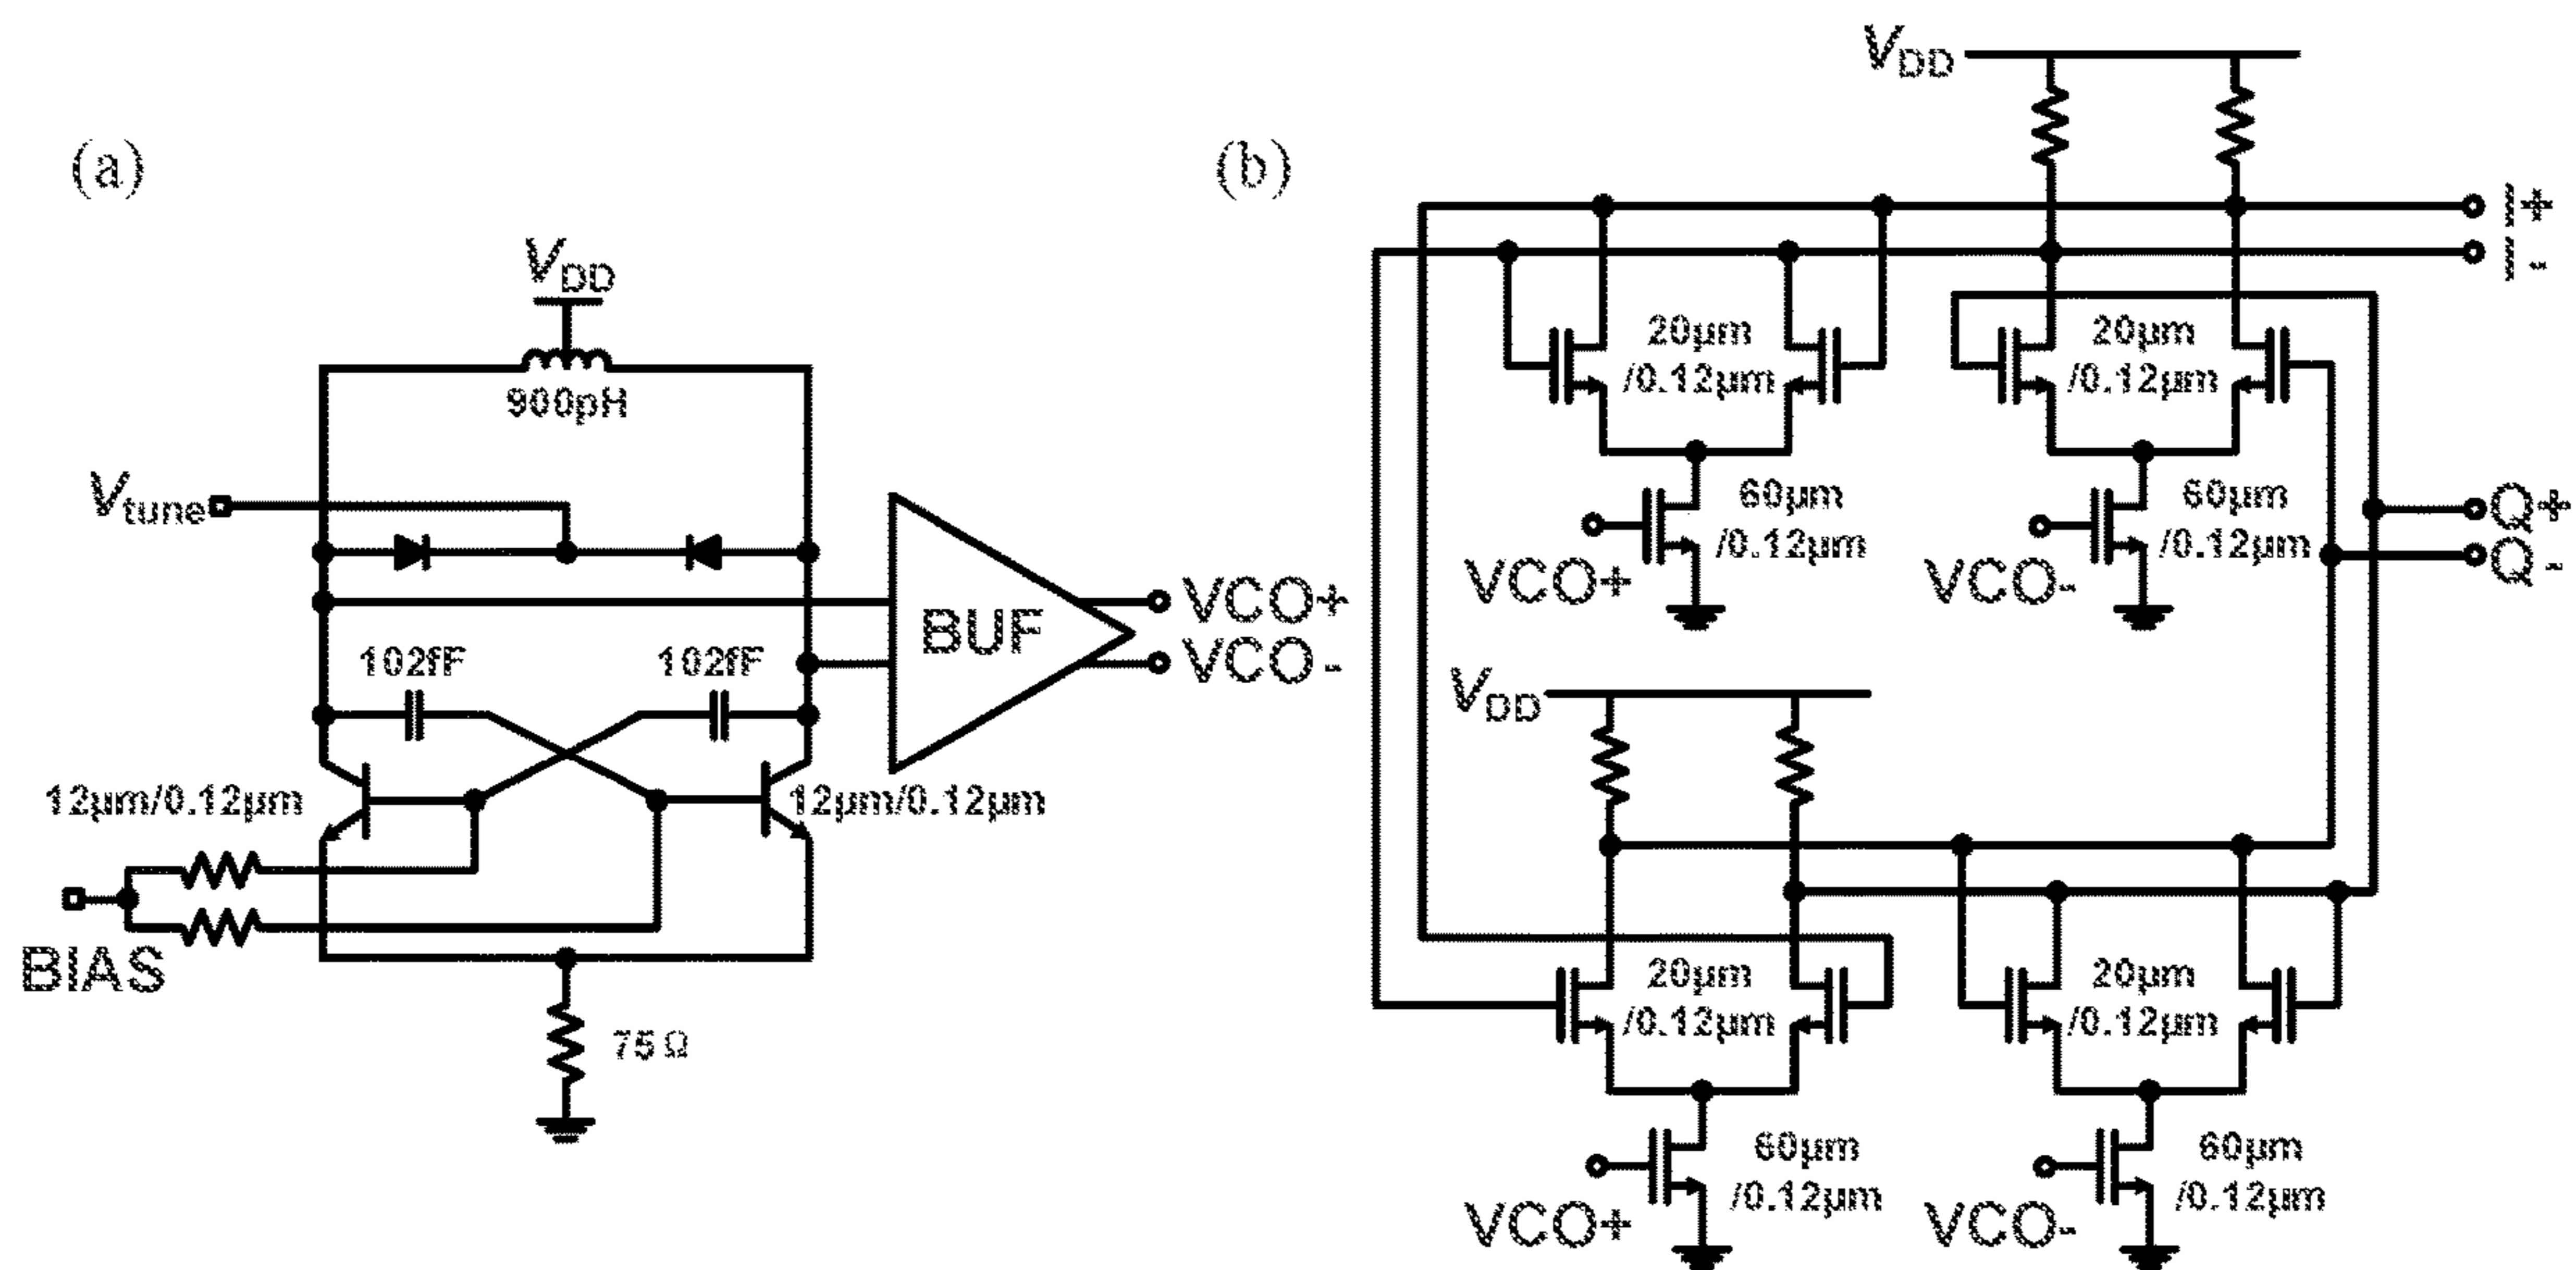 (a)
V_DD
900pH
V_tune
102fF
102fF
BUF
VCO+
VCO-
12µm/0.12µm
12µm/0.12µm
BIAS
75Ω
(b)
V_DD
I+
I-
20µm
/0.12µm
20µm
/0.12µm
60µm
/0.12µm
60µm
/0.12µm
VCO+
VCO-
Q+
Q-
V_DD
20µm
/0.12µm
20µm
/0.12µm
60µm
/0.12µm
60µm
/0.12µm
VCO+
VCO-